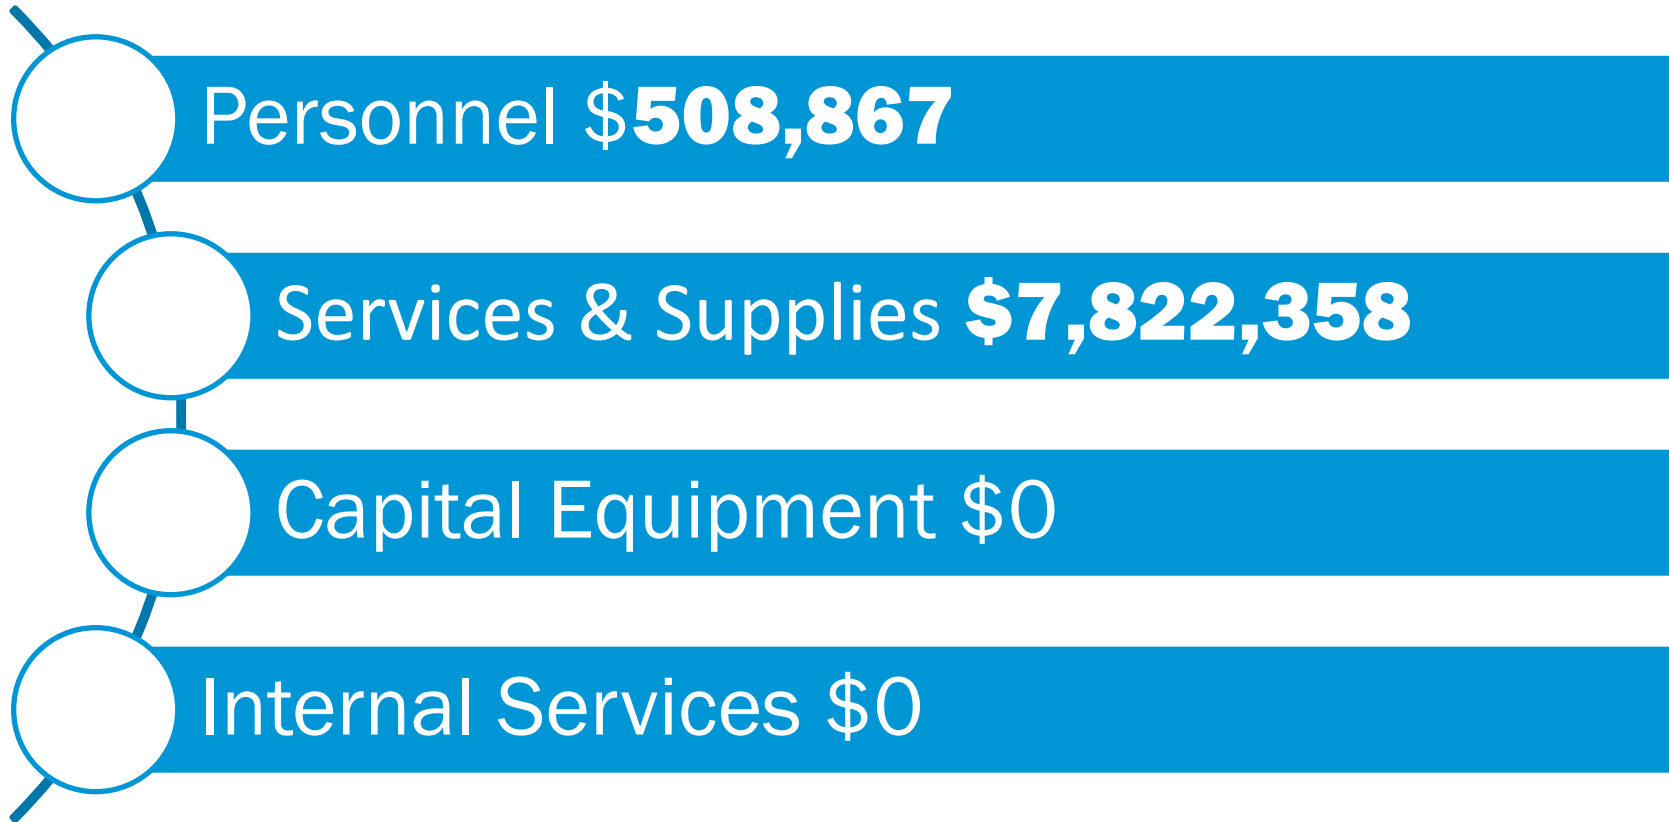 Personnel $508,867
Services & Supplies $7,822,358
Capital Equipment $0
Internal Services $0